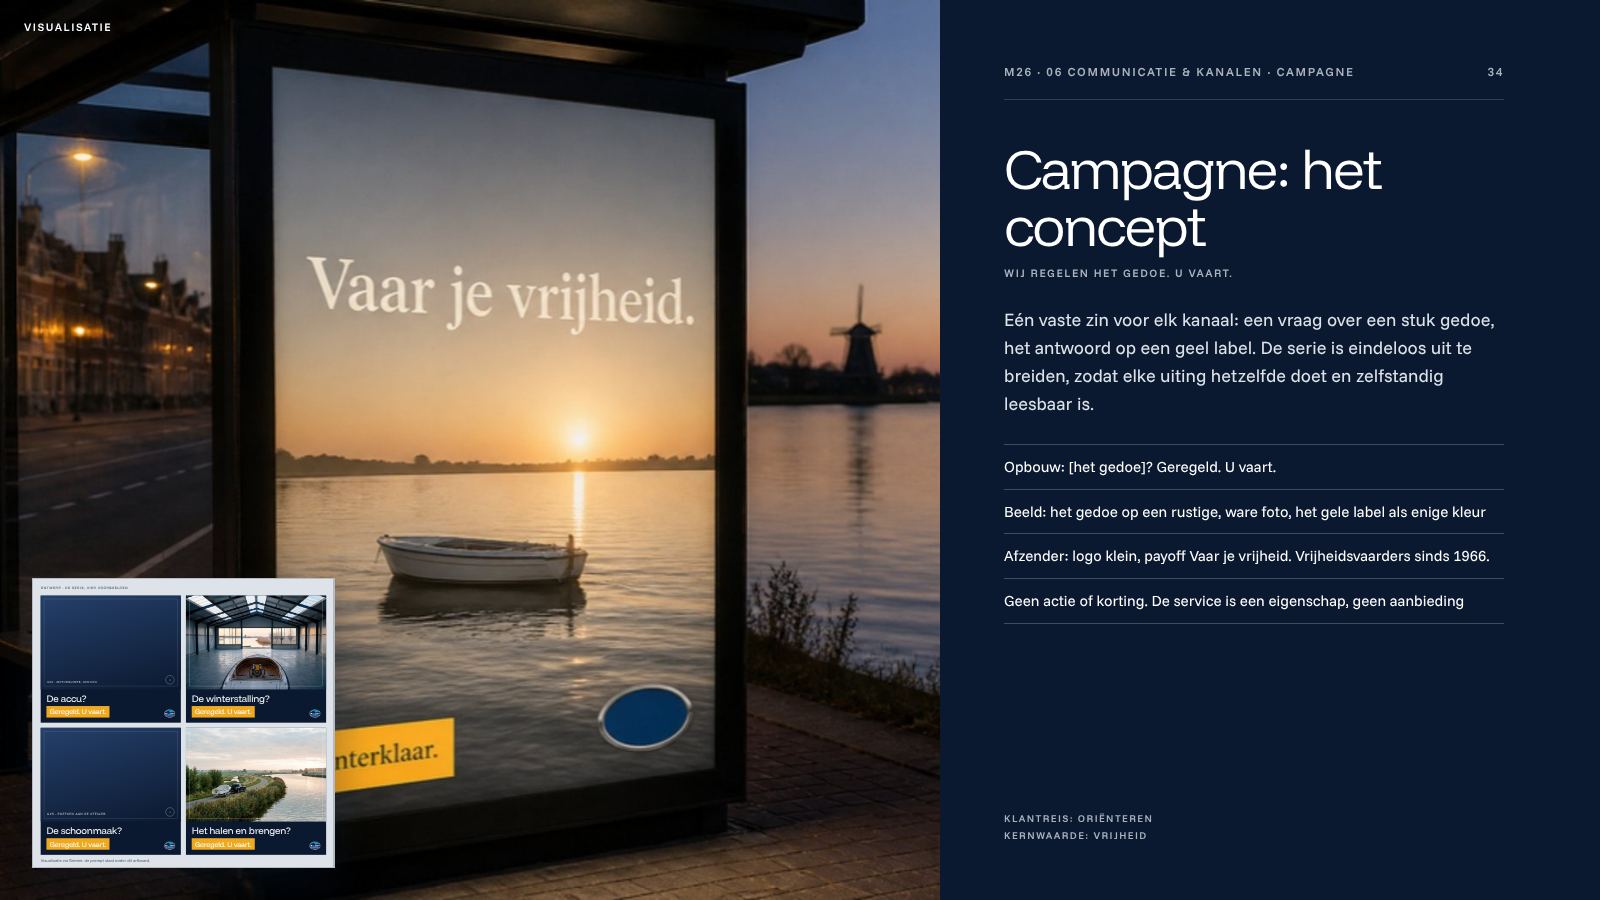 VISUALISATIE
Vaar je vrijheid.
nterklaar.
ONTWERP · DE SERIE, VIER VOORBEELDEN
De accu?
Geregeld. U vaart.
De winterstalling?
Geregeld. U vaart.
De schoonmaak?
Geregeld. U vaart.
Het halen en brengen?
Geregeld. U vaart.
M26 · 06 COMMUNICATIE & KANALEN · CAMPAGNE
34
Campagne: het
concept
WIJ REGELEN HET GEDOE. U VAART.
Eén vaste zin voor elk kanaal: een vraag over een stuk gedoe,
het antwoord op een geel label. De serie is eindeloos uit te
breiden, zodat elke uiting hetzelfde doet en zelfstandig
leesbaar is.
Opbouw: [het gedoe]? Geregeld. U vaart.
Beeld: het gedoe op een rustige, ware foto, het gele label als enige kleur
Afzender: logo klein, payoff Vaar je vrijheid. Vrijheidsvaarders sinds 1966.
Geen actie of korting. De service is een eigenschap, geen aanbieding
KLANTREIS: ORIËNTEREN
KERNWAARDE: VRIJHEID